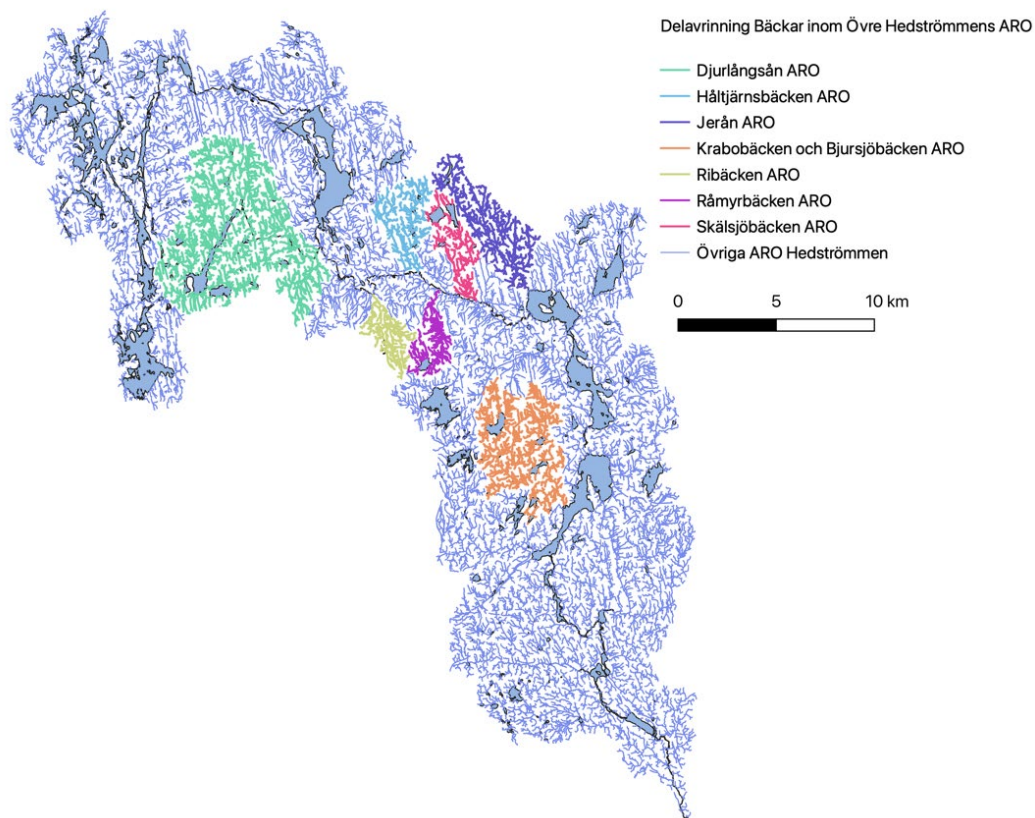 Delavrinning Bäckar inom Övre Hedströmmens ARO
Djurlångsån ARO
Håltjärnsbäcken ARO
Jerån ARO
Krabobäcken och Bjursjöbäcken ARO
Ribäcken ARO
Råmyrbäcken ARO
Skälsjöbäcken ARO
Övriga ARO Hedströmmen
0 5 10 km